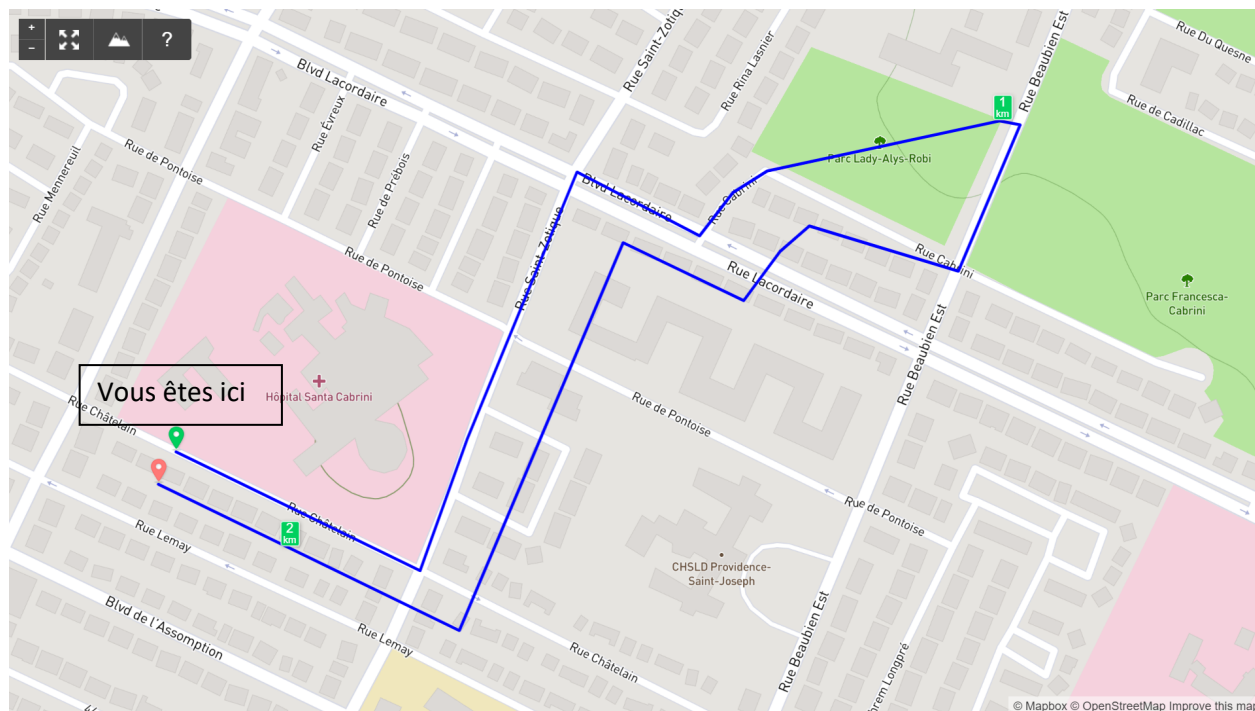 +
−
?
Rue Du Quesne
Rue Saint-Zotique
Blvd Lacordaire
Rue Rina Lasnier
Rue Beaubien Est
1
km
Rue de Cadillac
Rue Évreux
Rue de Pontoise
Rue Mennereuil
Rue de Prébois
Parc Lady-Alys-Robi
Blvd Lacordaire
Rue Cabrini
Rue Saint-Zotique
Rue de Pontoise
Rue Cabrini
Rue Lacordaire
Parc Francesca-
Cabrini
Rue Beaubien Est
Vous êtes ici
Hôpital Santa Cabrini
Rue Châtelain
Rue de Pontoise
Rue Châtelain
2
km
Rue de Pontoise
Rue Lemay
CHSLD Providence-
Saint-Joseph
Blvd de l'Assomption
Rue Lemay
Rue Châtelain
Rue Beaubien Est
hrem Longpré
© Mapbox © OpenStreetMap Improve this map